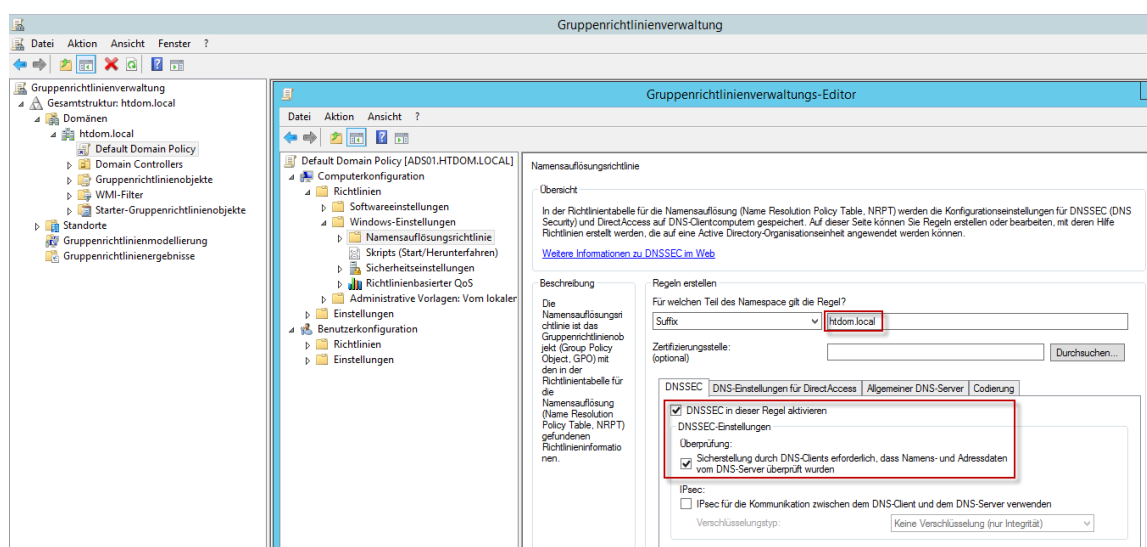 Gruppenrichtlinienverwaltung
Datei Aktion Ansicht Fenster ?
Gruppenrichtlinienverwaltung
Gesamtstruktur: htdom.local
Domänen
htdom.local
Default Domain Policy
Domain Controllers
Gruppenrichtlinienobjekte
WMI-Filter
Starter-Gruppenrichtlinienobjekte
Standorte
Gruppenrichtlinienmodellierung
Gruppenrichtlinienergebnisse
Gruppenrichtlinienverwaltungs-Editor
Datei Aktion Ansicht ?
Default Domain Policy [ADS01.HTDOM.LOCAL]
Computerkonfiguration
Richtlinien
Softwareeinstellungen
Windows-Einstellungen
Namensauflösungsrichtlinie
Skripts (Start/Herunterfahren)
Sicherheitseinstellungen
Richtlinienbasierter QoS
Administrative Vorlagen: Vom lokaler
Einstellungen
Benutzerkonfiguration
Richtlinien
Einstellungen
Namensauflösungsrichtlinie
Übersicht
In der Richtlinientabelle für die Namensauflösung (Name Resolution Policy Table, NRPT) werden die Konfigurationseinstellungen für DNSSEC (DNS
Security) und DirectAccess auf DNS-Clientcomputern gespeichert. Auf dieser Seite können Sie Regeln erstellen oder bearbeiten, mit deren Hilfe
Richtlinien erstellt werden, die auf eine Active Directory-Organisationseinheit angewendet werden können.
Weitere Informationen zu DNSSEC im Web
Beschreibung
Die
Namensauflösungsri
chtlinie ist das
Gruppenrichtlinienob
jekt (Group Policy
Object, GPO) mit
den in der
Richtlinientabelle für
die
Namensauflösung
(Name Resolution
Policy Table, NRPT)
gefundenen
Richtlinieninformatio
nen.
Regeln erstellen
Für welchen Teil des Namespace gilt die Regel?
Suffix htdom.local
Zertifizierungsstelle:
(optional)
Durchsuchen...
DNSSEC DNS-Einstellungen für DirectAccess Allgemeiner DNS-Server Codierung
DNSSEC in dieser Regel aktivieren
DNSSEC-Einstellungen
Überprüfung:
Sicherstellung durch DNS-Clients erforderlich, dass Namens- und Adressdaten
vom DNS-Server überprüft wurden
IPsec:
IPsec für die Kommunikation zwischen dem DNS-Client und dem DNS-Server verwenden
Verschlüsselungstyp: Keine Verschlüsselung (nur Integrität)